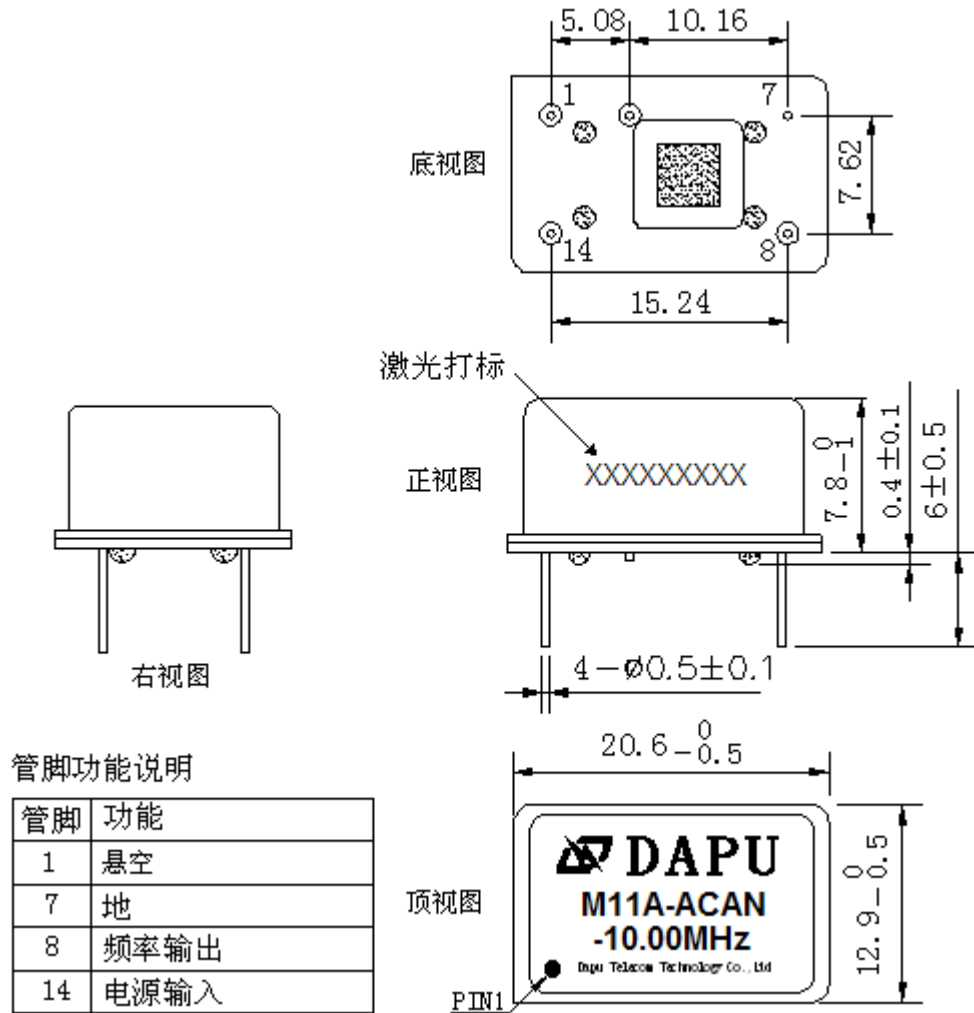 5.08
10.16
1
7
底视图
7.62
14
8
15.24
激光打标
正视图
XXXXXXXXX
7.8 0 -1
0.4±0.1
6±0.5
右视图
4-Ø0.5±0.1
20.6 0 -0.5
管脚功能说明
管脚 功能
1 悬空
7 地
8 频率输出
14 电源输入
顶视图
DAPU
M11A-ACAN
-10.00MHz
Dapu Telecom Technology Co., Ltd
PIN1
12.9 0 -0.5